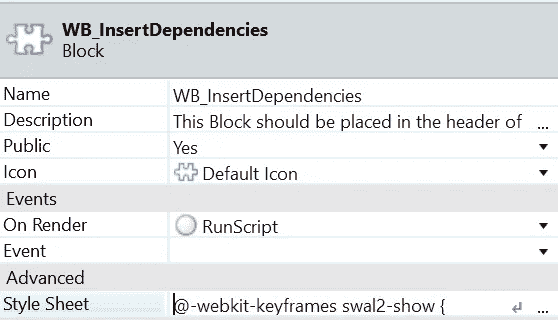 WB_InsertDependencies
Block
Name WB_InsertDependencies
Description This Block should be placed in the header of ...
Public Yes
Icon Default Icon
Events
On Render RunScript
Event
Advanced
Style Sheet @-webkit-keyframes swal2-show { ↵ ...